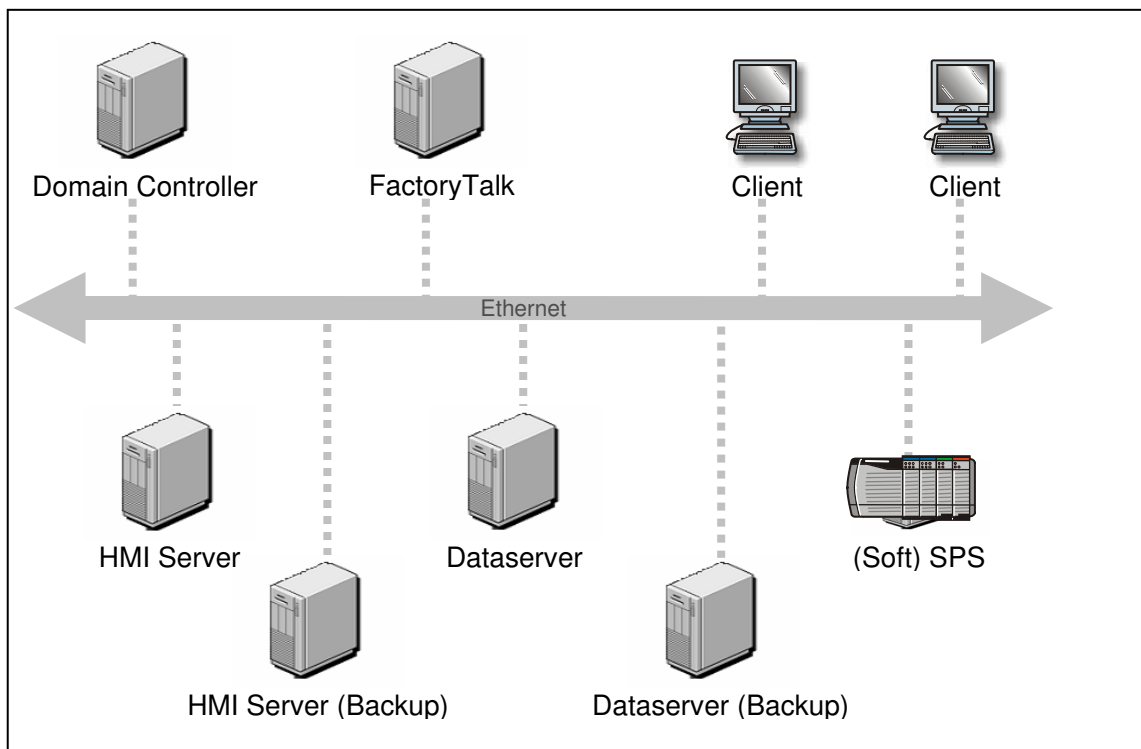 Domain Controller
FactoryTalk
Client
Client
Ethernet
HMI Server
Dataserver
(Soft) SPS
HMI Server (Backup)
Dataserver (Backup)